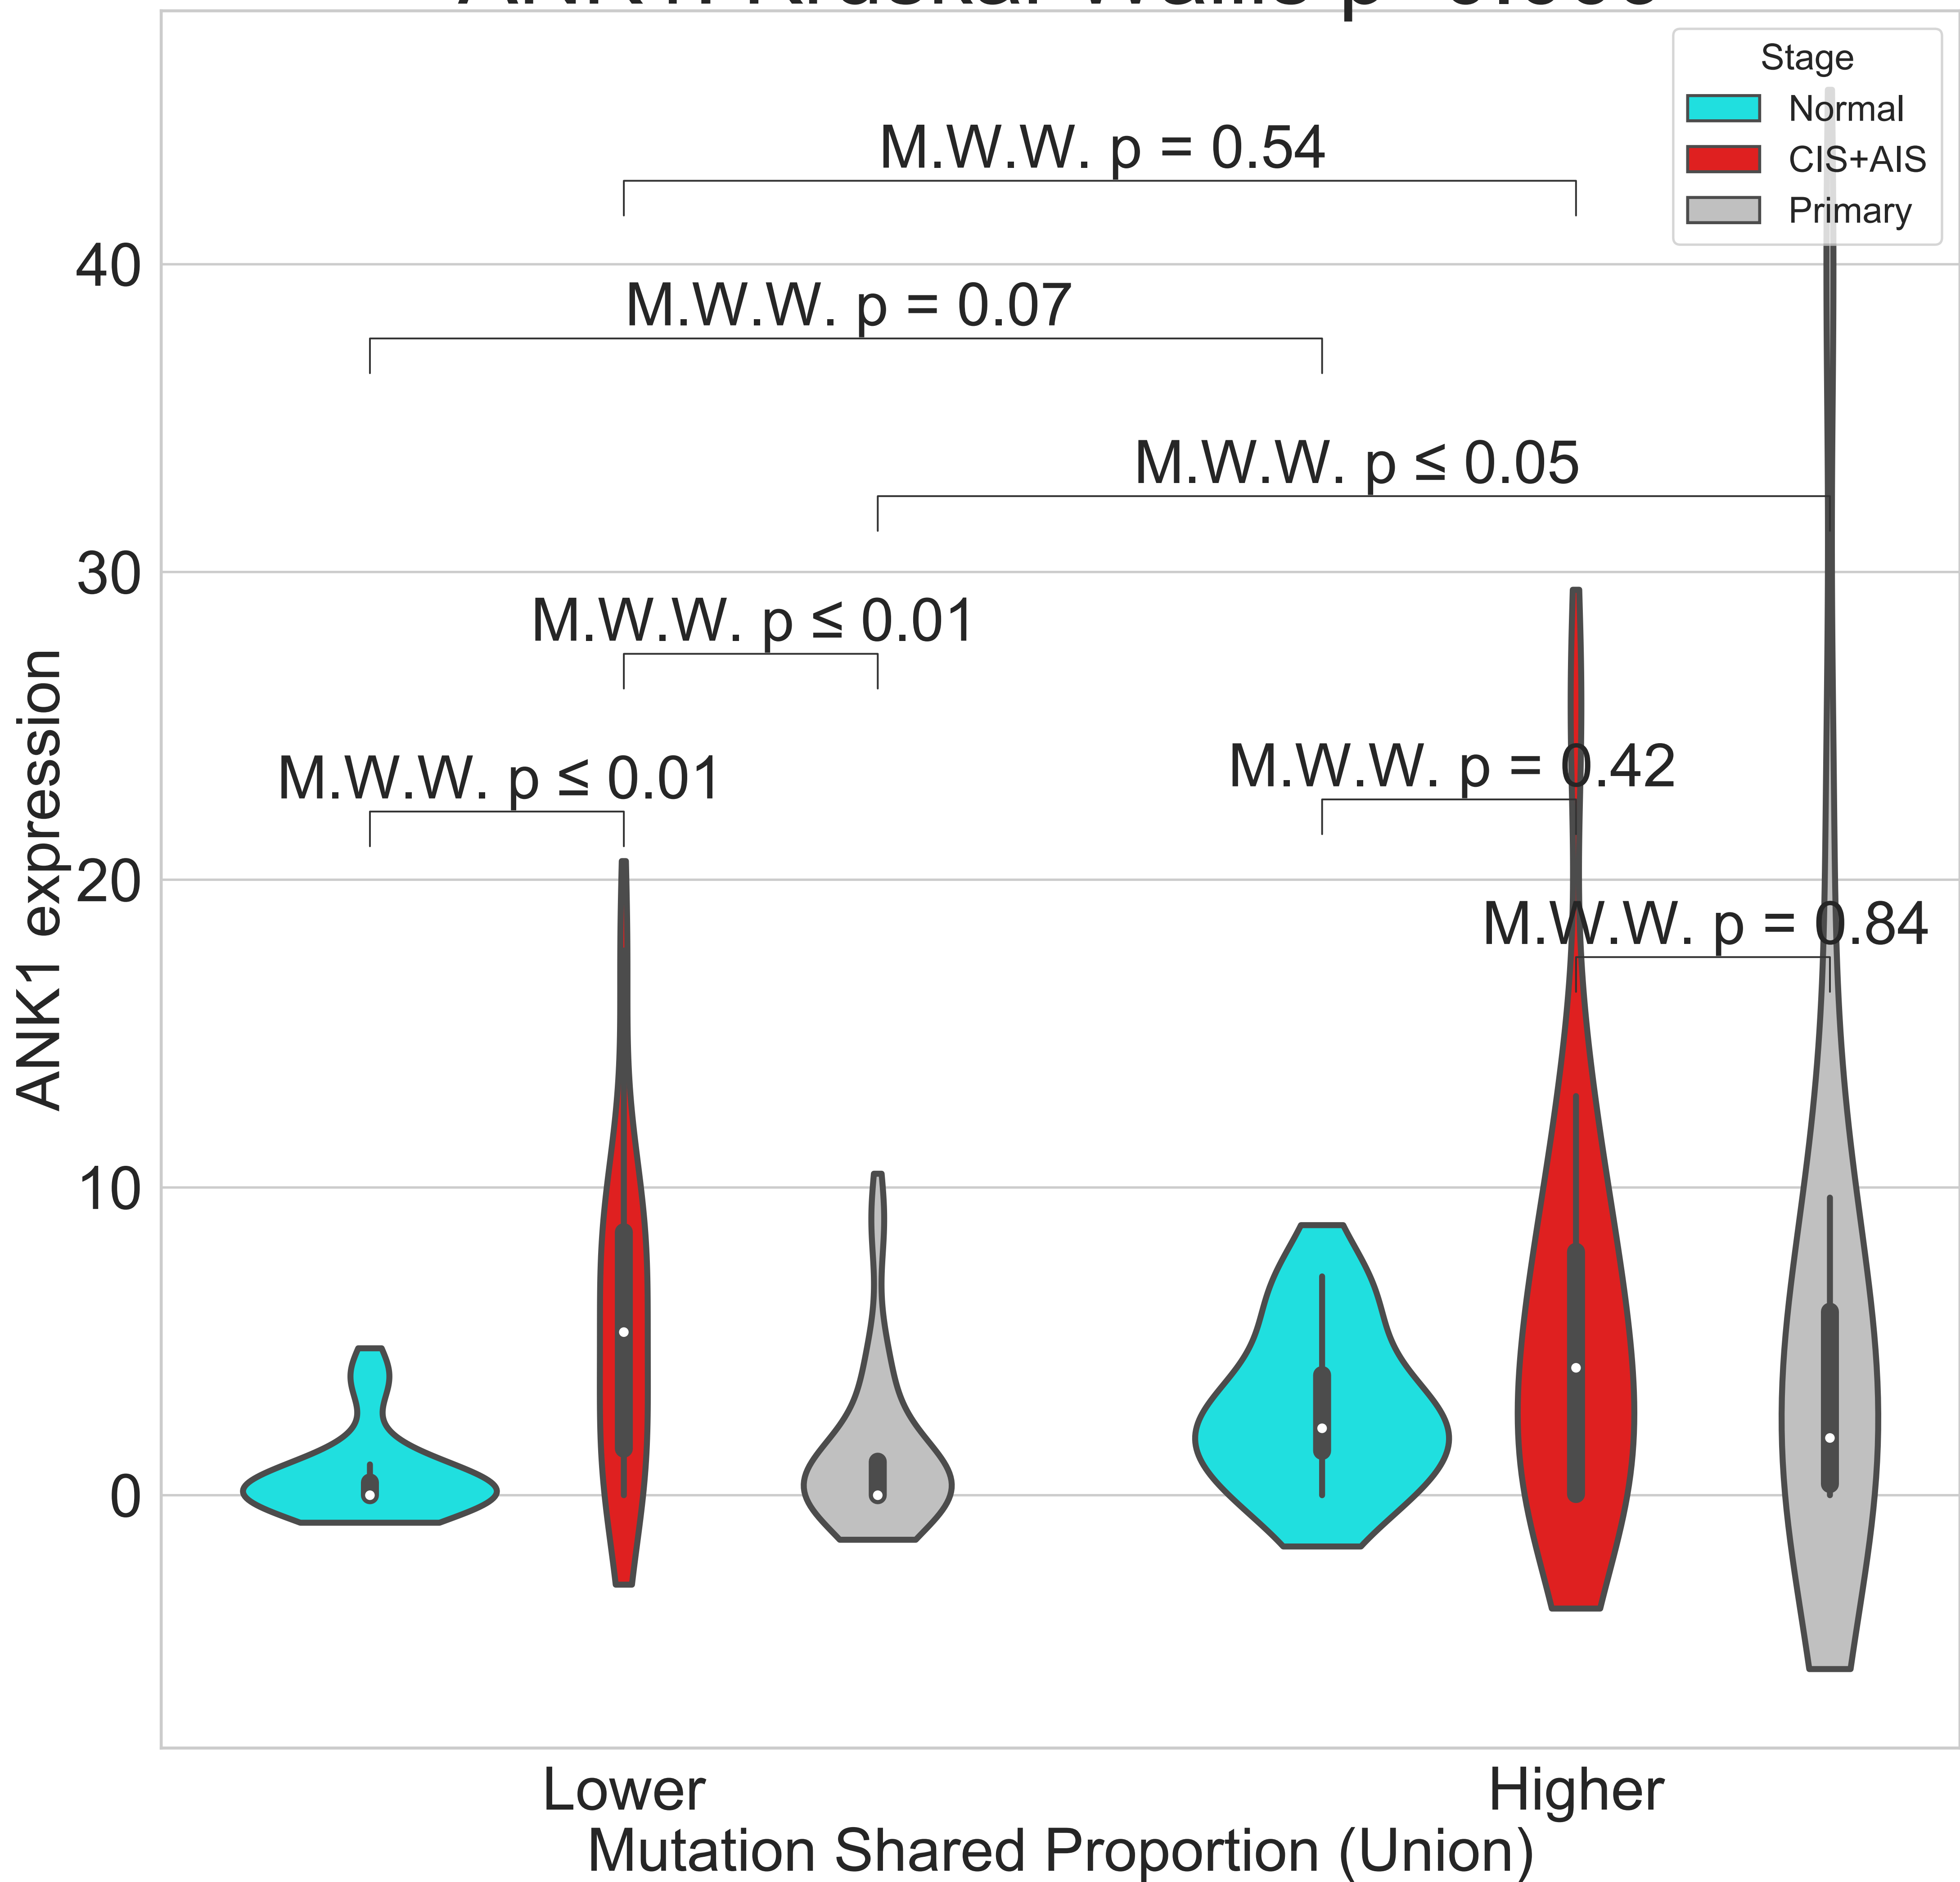 Stage
Normal
CIS+AIS
Primary
M.W.W. p = 0.54
40
M.W.W. p = 0.07
M.W.W. p ≤ 0.05
30
M.W.W. p ≤ 0.01
M.W.W. p = 0.42
M.W.W. p ≤ 0.01
20
M.W.W. p = 0.84
10
0
ANK1 expression
Lower
Higher
Mutation Shared Proportion (Union)